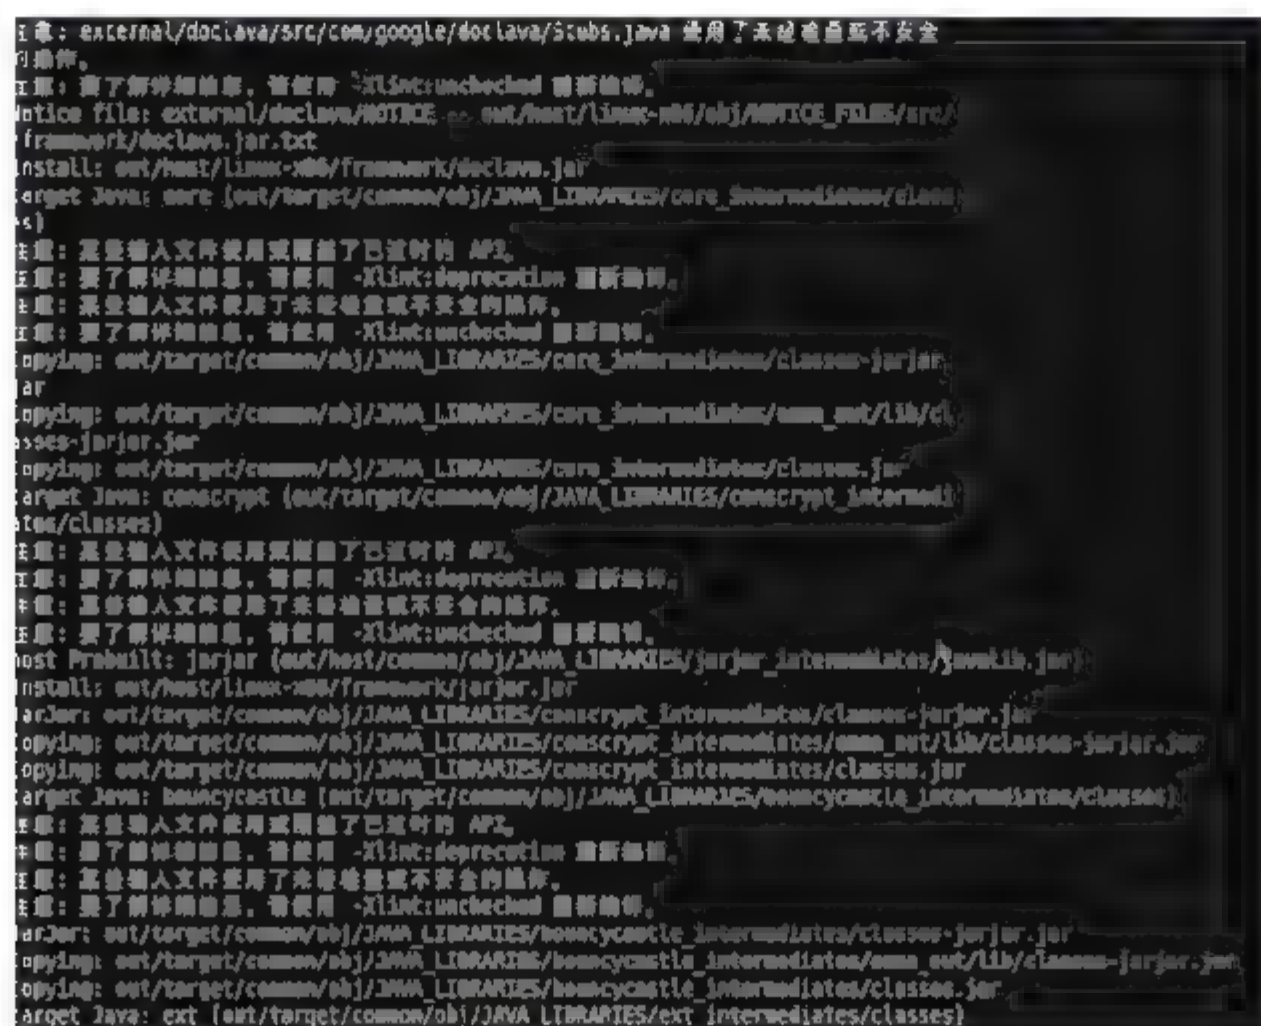 注意: external/doclava/src/com/google/doclava/Stubs.java 使用了未经检查或不安全
的操作。
注意: 要了解详细信息, 请使用 -Xlint:unchecked 重新编译。
otice file: external/doclava/NOTICE -- out/host/linux-x86/obj/NOTICE_FILES/src/
framework/doclava.jar.txt
nstall: out/host/linux-x86/framework/doclava.jar
arget Java: core (out/target/common/obj/JAVA_LIBRARIES/core_intermediates/class
s)
注意: 某些输入文件使用或覆盖了已过时的 API。
注意: 要了解详细信息, 请使用 -Xlint:deprecation 重新编译。
注意: 某些输入文件使用了未经检查或不安全的操作。
注意: 要了解详细信息, 请使用 -Xlint:unchecked 重新编译。
opying: out/target/common/obj/JAVA_LIBRARIES/core_intermediates/classes-jarjar.
ar
opying: out/target/common/obj/JAVA_LIBRARIES/core_intermediates/emma_out/lib/cl
sses-jarjar.jar
opying: out/target/common/obj/JAVA_LIBRARIES/core_intermediates/classes.jar
arget Java: conscrypt (out/target/common/obj/JAVA_LIBRARIES/conscrypt_intermedi
tes/classes)
注意: 某些输入文件使用或覆盖了已过时的 API。
注意: 要了解详细信息, 请使用 -Xlint:deprecation 重新编译。
注意: 某些输入文件使用了未经检查或不安全的操作。
注意: 要了解详细信息, 请使用 -Xlint:unchecked 重新编译。
ost Prebuilt: jarjar (out/host/common/obj/JAVA_LIBRARIES/jarjar_intermediates/javalib.jar)
nstall: out/host/linux-x86/framework/jarjar.jar
arJar: out/target/common/obj/JAVA_LIBRARIES/conscrypt_intermediates/classes-jarjar.jar
opying: out/target/common/obj/JAVA_LIBRARIES/conscrypt_intermediates/emma_out/lib/classes-jarjar.jar
opying: out/target/common/obj/JAVA_LIBRARIES/conscrypt_intermediates/classes.jar
arget Java: bouncycastle (out/target/common/obj/JAVA_LIBRARIES/bouncycastle_intermediates/classes)
注意: 某些输入文件使用或覆盖了已过时的 API。
注意: 要了解详细信息, 请使用 -Xlint:deprecation 重新编译。
注意: 某些输入文件使用了未经检查或不安全的操作。
注意: 要了解详细信息, 请使用 -Xlint:unchecked 重新编译。
arJar: out/target/common/obj/JAVA_LIBRARIES/bouncycastle_intermediates/classes-jarjar.jar
opying: out/target/common/obj/JAVA_LIBRARIES/bouncycastle_intermediates/emma_out/lib/classes-jarjar.jar
opying: out/target/common/obj/JAVA_LIBRARIES/bouncycastle_intermediates/classes.jar
arget Java: ext (out/target/common/obj/JAVA_LIBRARIES/ext_intermediates/classes)